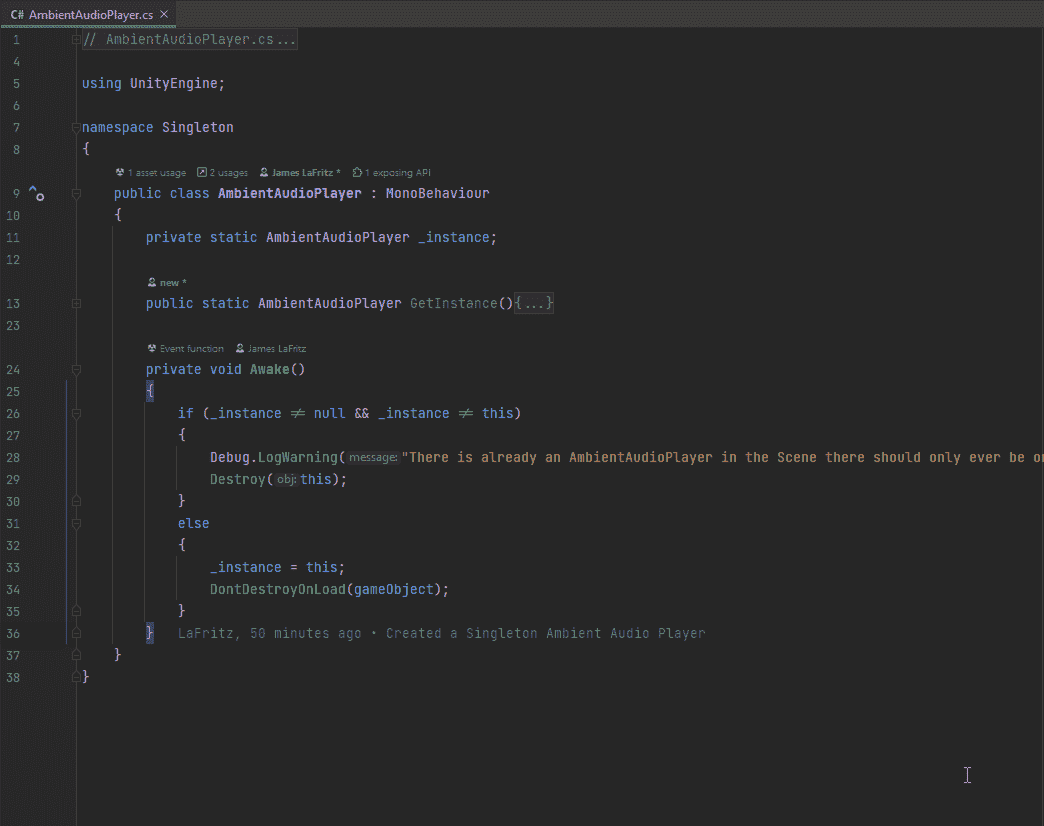 C# AmbientAudioPlayer.cs ×
1 // AmbientAudioPlayer.cs...
4
5 using UnityEngine;
6
7 namespace Singleton
8 {
1 asset usage 2 usages James LaFritz * 1 exposing API
9 public class AmbientAudioPlayer : MonoBehaviour
10 {
11 private static AmbientAudioPlayer _instance;
12
new *
13 public static AmbientAudioPlayer GetInstance(){...}
23
Event function James LaFritz
24 private void Awake()
25 {
26 if (_instance ≠ null && _instance ≠ this)
27 {
28 Debug.LogWarning( message: "There is already an AmbientAudioPlayer in the Scene there should only ever be
29 Destroy( obj: this);
30 }
31 else
32 {
33 _instance = this;
34 DontDestroyOnLoad(gameObject);
35 }
36 } LaFritz, 50 minutes ago • Created a Singleton Ambient Audio Player
37 }
38 }